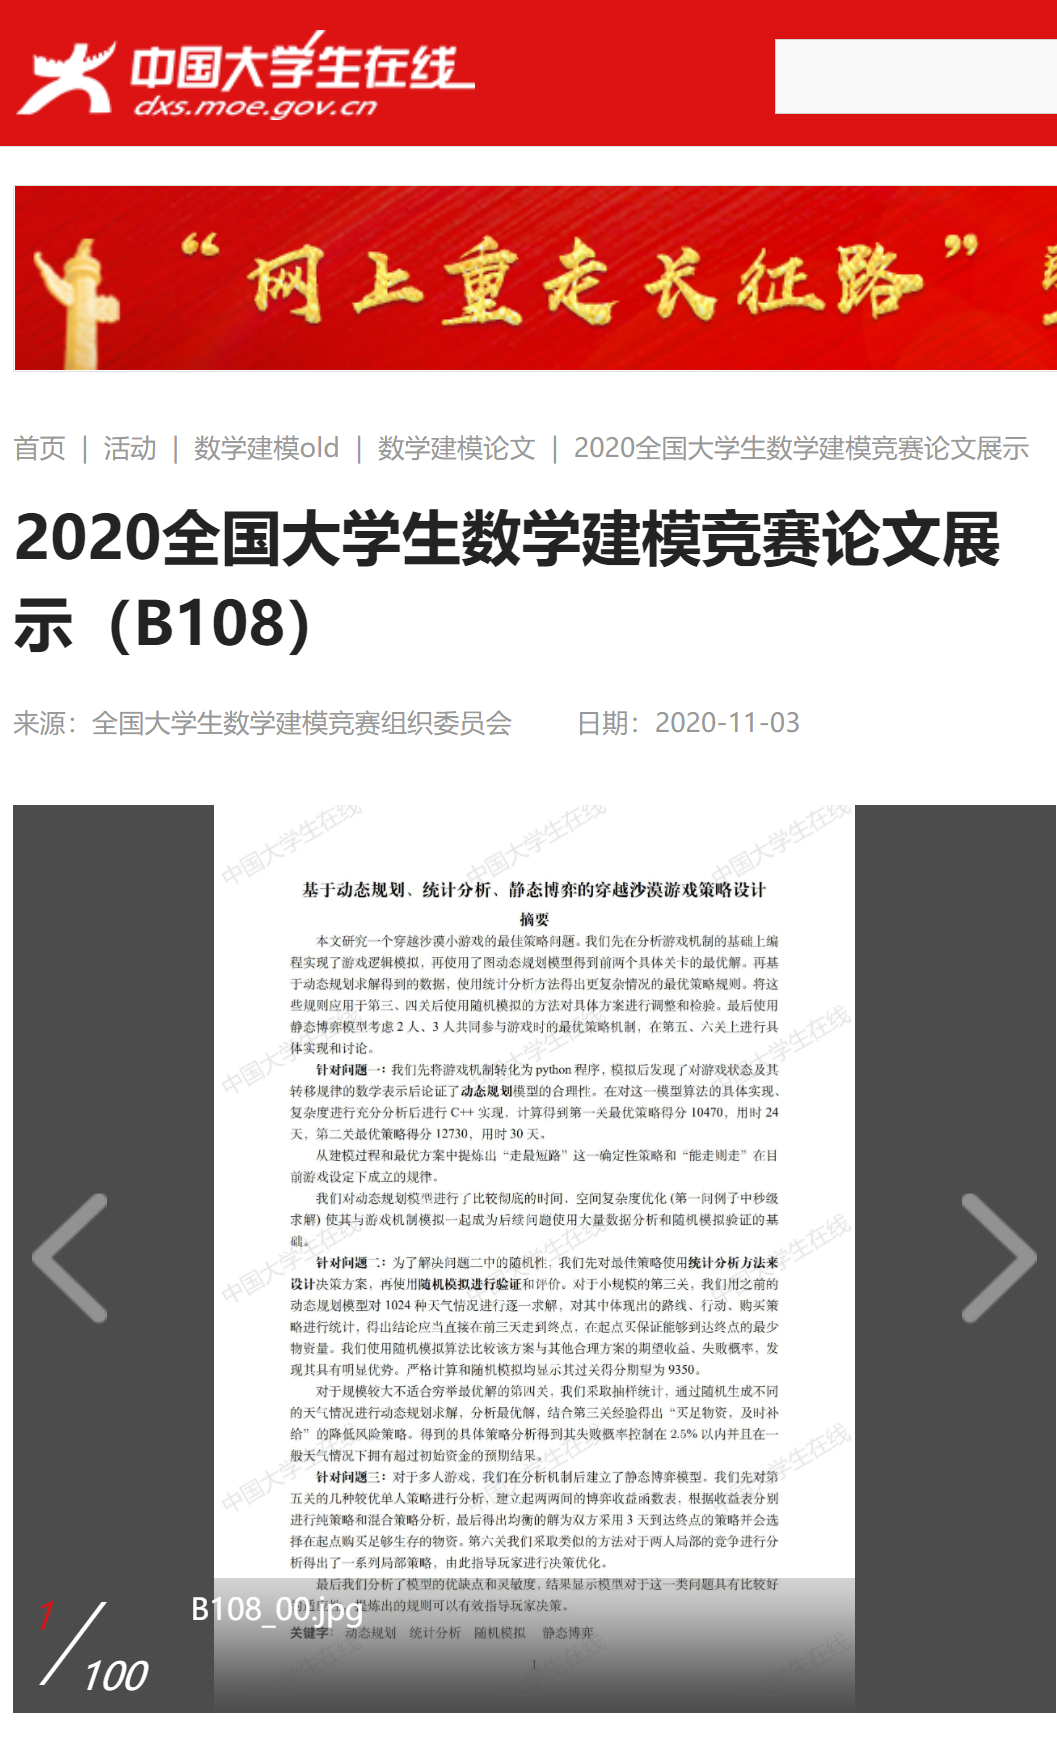 中国大学生在线
dxs.moe.gov.cn
“网上重走长征路”
首页 | 活动 | 数学建模old | 数学建模论文 | 2020全国大学生数学建模竞赛论文展示
2020全国大学生数学建模竞赛论文展
示（B108）
来源：全国大学生数学建模竞赛组织委员会 日期：2020-11-03
中国大学生在线 中国大学生在线 中国大学生在线
基于动态规划、统计分析、静态博弈的穿越沙漠游戏策略设计
摘要
本文研究一个穿越沙漠小游戏的最佳策略问题。我们先在分析游戏机制的基础上编
程实现了游戏逻辑模拟，再使用了图动态规划模型得到前两个具体关卡的最优解。再基
于动态规划求解得到的数据，使用统计分析方法得出更复杂情况的最优策略规则。将这
些规则应用于第三、四关后使用随机模拟的方法对具体方案进行调整和检验。最后使用
静态博弈模型考虑 2 人、3 人共同参与游戏时的最优策略机制，在第五、六关上进行具
体实现和讨论。
针对问题一：我们先将游戏机制转化为 python 程序，模拟后发现了对游戏状态及其
转移规律的数学表示后论证了动态规划模型的合理性。在对这一模型算法的具体实现、
复杂度进行充分分析后进行 C++ 实现，计算得到第一关最优策略得分 10470，用时 24
天，第二关最优策略得分 12730，用时 30 天。
从建模过程和最优方案中提炼出“走最短路”这一确定性策略和“能走则走”在目
前游戏设定下成立的规律。
我们对动态规划模型进行了比较彻底的时间、空间复杂度优化 (第一问例子中秒级
求解) 使其与游戏机制模拟一起成为后续问题使用大量数据分析和随机模拟验证的基
础。
针对问题二：为了解决问题二中的随机性，我们先对最佳策略使用统计分析方法来
设计决策方案，再使用随机模拟进行验证和评价。对于小规模的第三关，我们用之前的
动态规划模型对 1024 种天气情况进行逐一求解，对其中体现出的路线、行动、购买策
略进行统计，得出结论应当直接在前三天走到终点，在起点买保证能够到达终点的最少
物资量。我们使用随机模拟算法比较该方案与其他合理方案的期望收益、失败概率，发
现其具有明显优势。严格计算和随机模拟均显示其过关得分期望为 9350。
对于规模较大不适合穷举最优解的第四关，我们采取抽样统计，通过随机生成不同
的天气情况进行动态规划求解，分析最优解，结合第三关经验得出“买足物资，及时补
给”的降低风险策略。得到的具体策略分析得到其失败概率控制在 2.5% 以内并且在一
般天气情况下拥有超过初始资金的预期结果。
针对问题三：对于多人游戏，我们在分析机制后建立了静态博弈模型。我们先对第
五关的几种较优单人策略进行分析，建立起两两间的博弈收益函数表，根据收益表分别
进行纯策略和混合策略分析，最后得出均衡的解为双方采用 3 天到达终点的策略并会选
择在起点购买足够生存的物资。第六关我们采取类似的方法对于两人局部的竞争进行分
析得出了一系列局部策略，由此指导玩家进行决策优化。
最后我们分析了模型的优缺点和灵敏度，结果显示模型对于这一类问题具有比较好
提炼出的规则可以有效指导玩家决策。
关键字： 动态规划 统计分析 随机模拟 静态博弈
1
1/100
B108_00.jpg